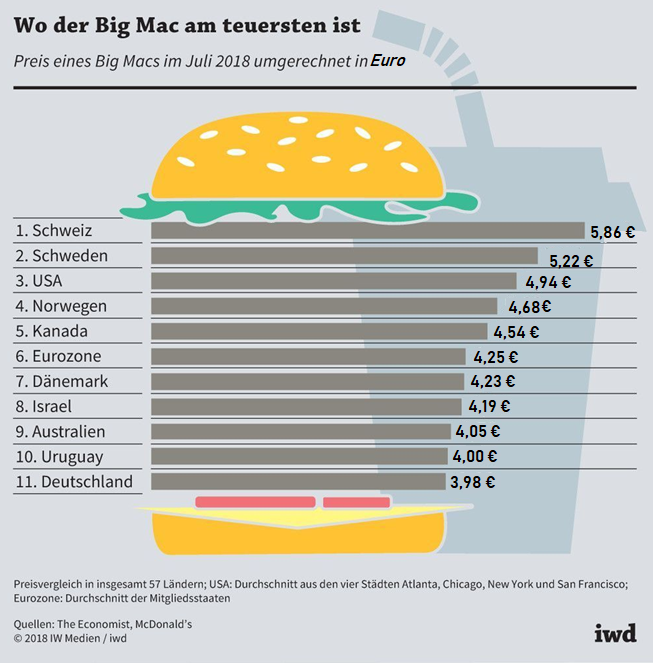 Wo der Big Mac am teuersten ist
Preis eines Big Macs im Juli 2018 umgerechnet in Euro
1. Schweiz 5,86 €
2. Schweden 5,22 €
3. USA 4,94 €
4. Norwegen 4,68€
5. Kanada 4,54 €
6. Eurozone 4,25 €
7. Dänemark 4,23 €
8. Israel 4,19 €
9. Australien 4,05 €
10. Uruguay 4,00 €
11. Deutschland 3,98 €
Preisvergleich in insgesamt 57 Ländern; USA: Durchschnitt aus den vier Städten Atlanta, Chicago, New York und San Francisco;
Eurozone: Durchschnitt der Mitgliedsstaaten
Quellen: The Economist, McDonald's
© 2018 IW Medien / iwd
iwd